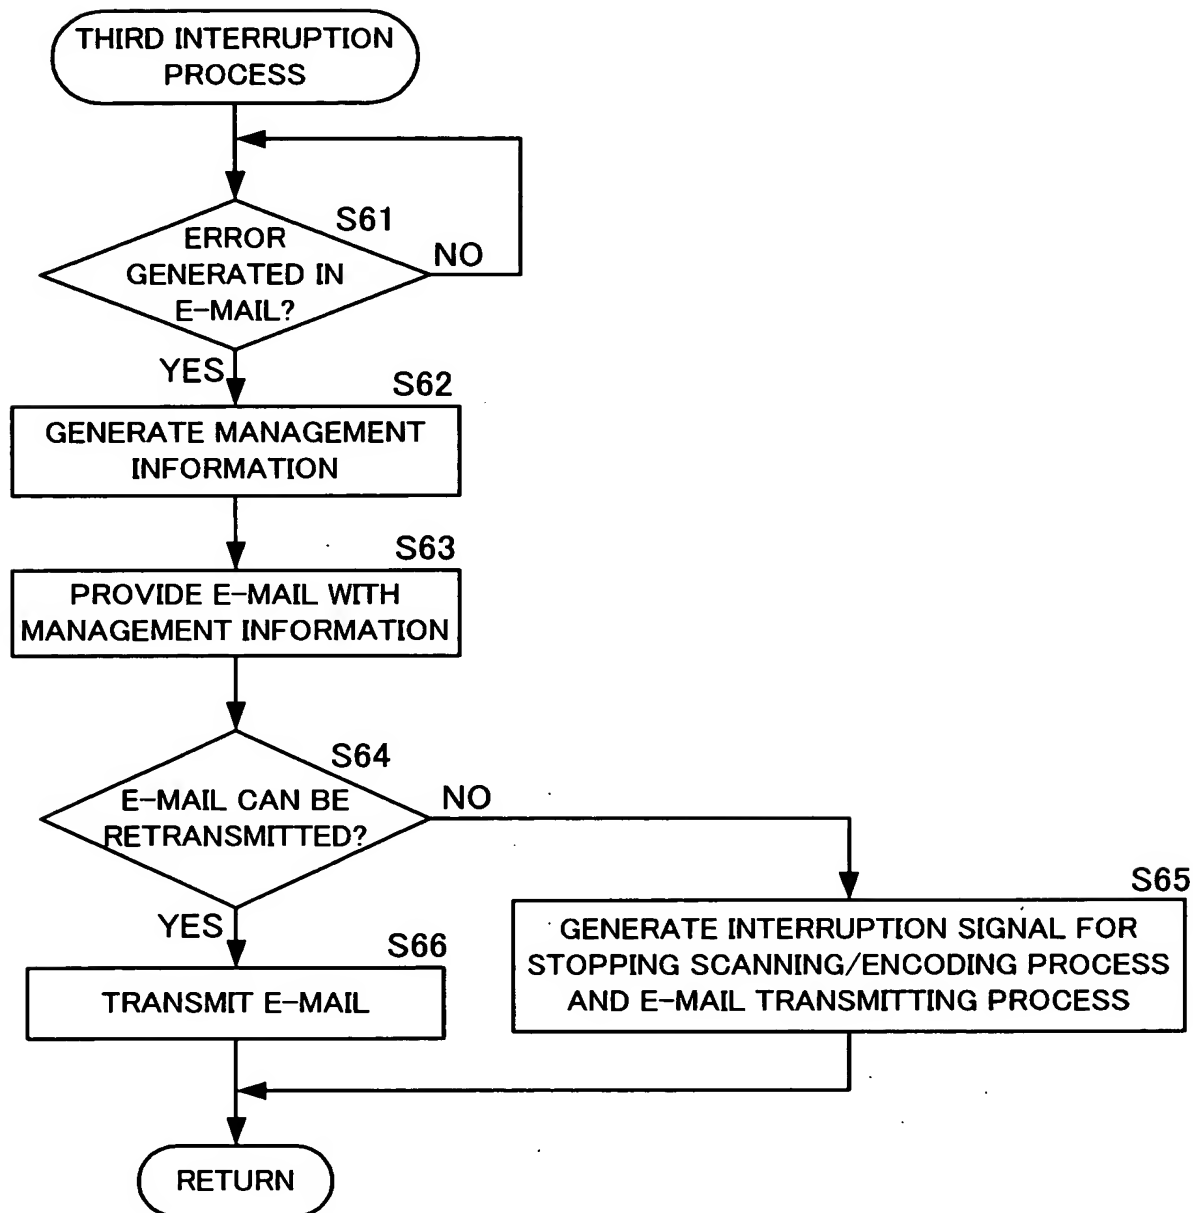 THIRD INTERRUPTION
PROCESS
S61
ERROR
GENERATED IN
E-MAIL?
NO
YES
S62
GENERATE MANAGEMENT
INFORMATION
S63
PROVIDE E-MAIL WITH
MANAGEMENT INFORMATION
S64
E-MAIL CAN BE
RETRANSMITTED?
NO
YES
S65
GENERATE INTERRUPTION SIGNAL FOR
STOPPING SCANNING/ENCODING PROCESS
AND E-MAIL TRANSMITTING PROCESS
S66
TRANSMIT E-MAIL
RETURN